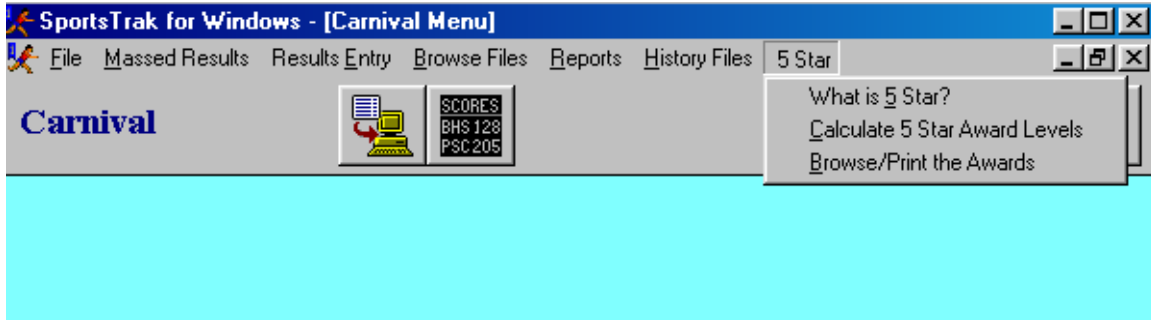 SportsTrak for Windows - [Carnival Menu]
File Massed Results Results Entry Browse Files Reports History Files 5 Star
What is 5 Star?
Carnival
SCORES
BHS 128
PSC 205
Calculate 5 Star Award Levels
Browse/Print the Awards